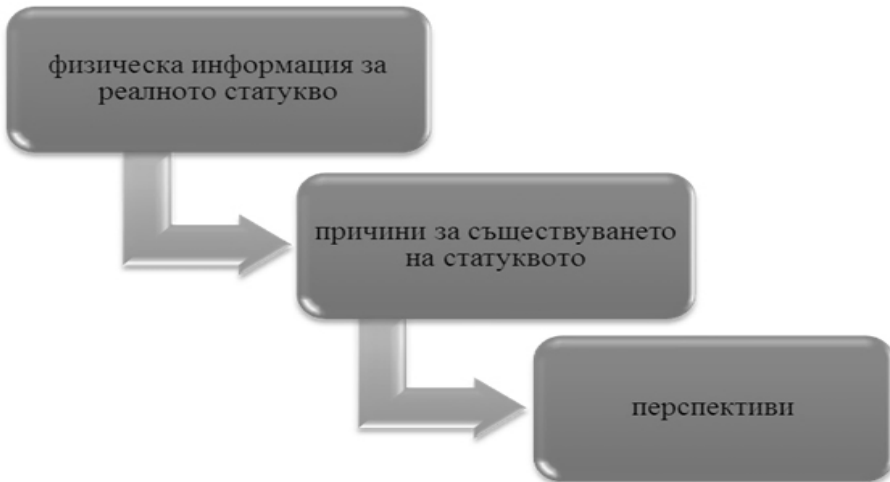 физическа информация за
реалното статукво
причини за съществуването
на статуквото
перспективи